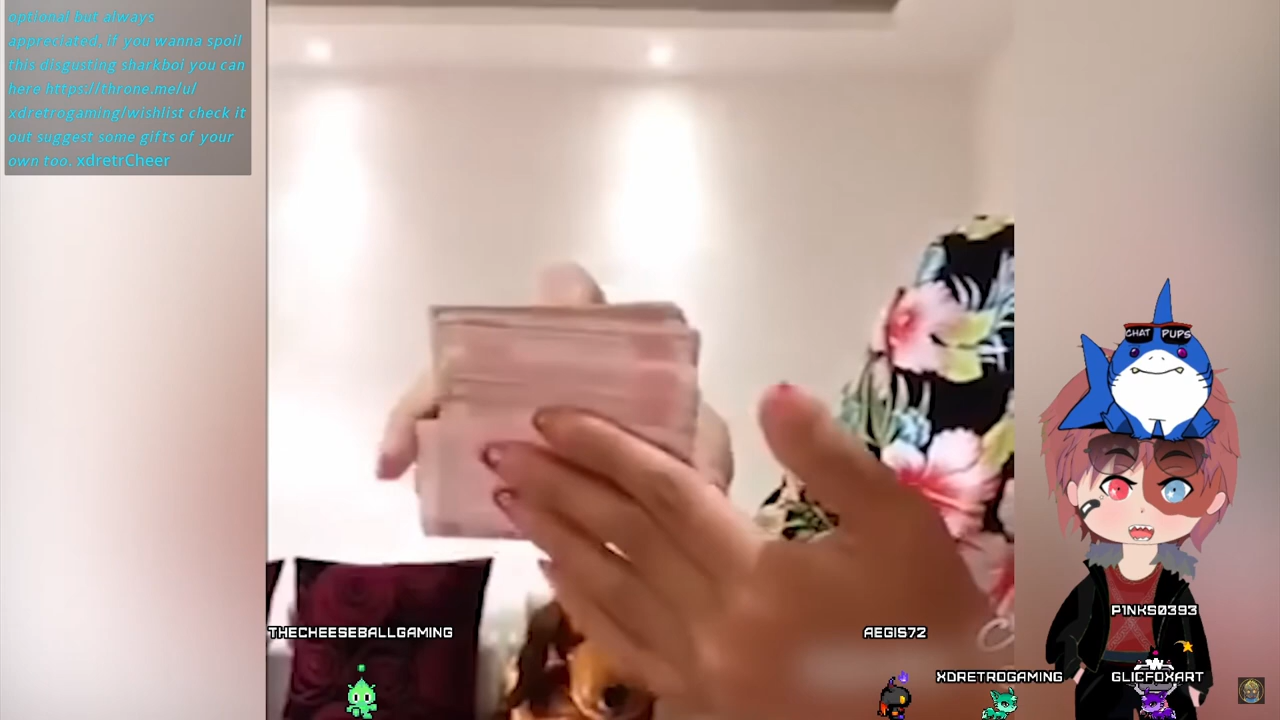 optional but always
appreciated, if you wanna spoil
this disgusting sharkboi you can
here https://throne.me/u/
xdretrogaming/wishlist check it
out suggest some gifts of your
own too. xdretrCheer
CHAT PUPS
P1NKS0393
THECHEESEBALLGAMING
AEGIS72
XDRETROGAMING
GLICFOXART